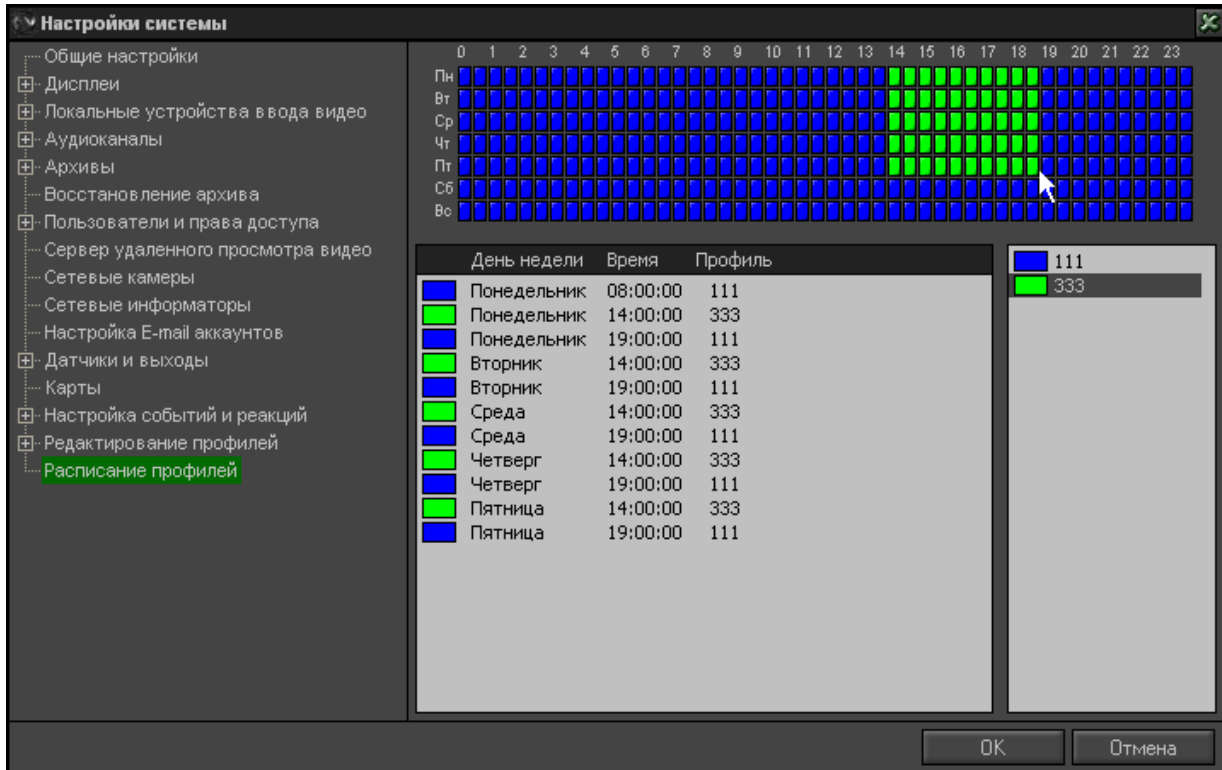 Настройки системы
Общие настройки
Дисплеи
Локальные устройства ввода видео
Аудиоканалы
Архивы
Восстановление архива
Пользователи и права доступа
Сервер удаленного просмотра видео
Сетевые камеры
Сетевые информаторы
Настройка E-mail аккаунтов
Датчики и выходы
Карты
Настройка событий и реакций
Редактирование профилей
Расписание профилей
0 1 2 3 4 5 6 7 8 9 10 11 12 13 14 15 16 17 18 19 20 21 22 23
Пн
Вт
Ср
Чт
Пт
Сб
Вс
День недели Время Профиль
Понедельник 08:00:00 111
Понедельник 14:00:00 333
Понедельник 19:00:00 111
Вторник 14:00:00 333
Вторник 19:00:00 111
Среда 14:00:00 333
Среда 19:00:00 111
Четверг 14:00:00 333
Четверг 19:00:00 111
Пятница 14:00:00 333
Пятница 19:00:00 111
111
333
OK Отмена